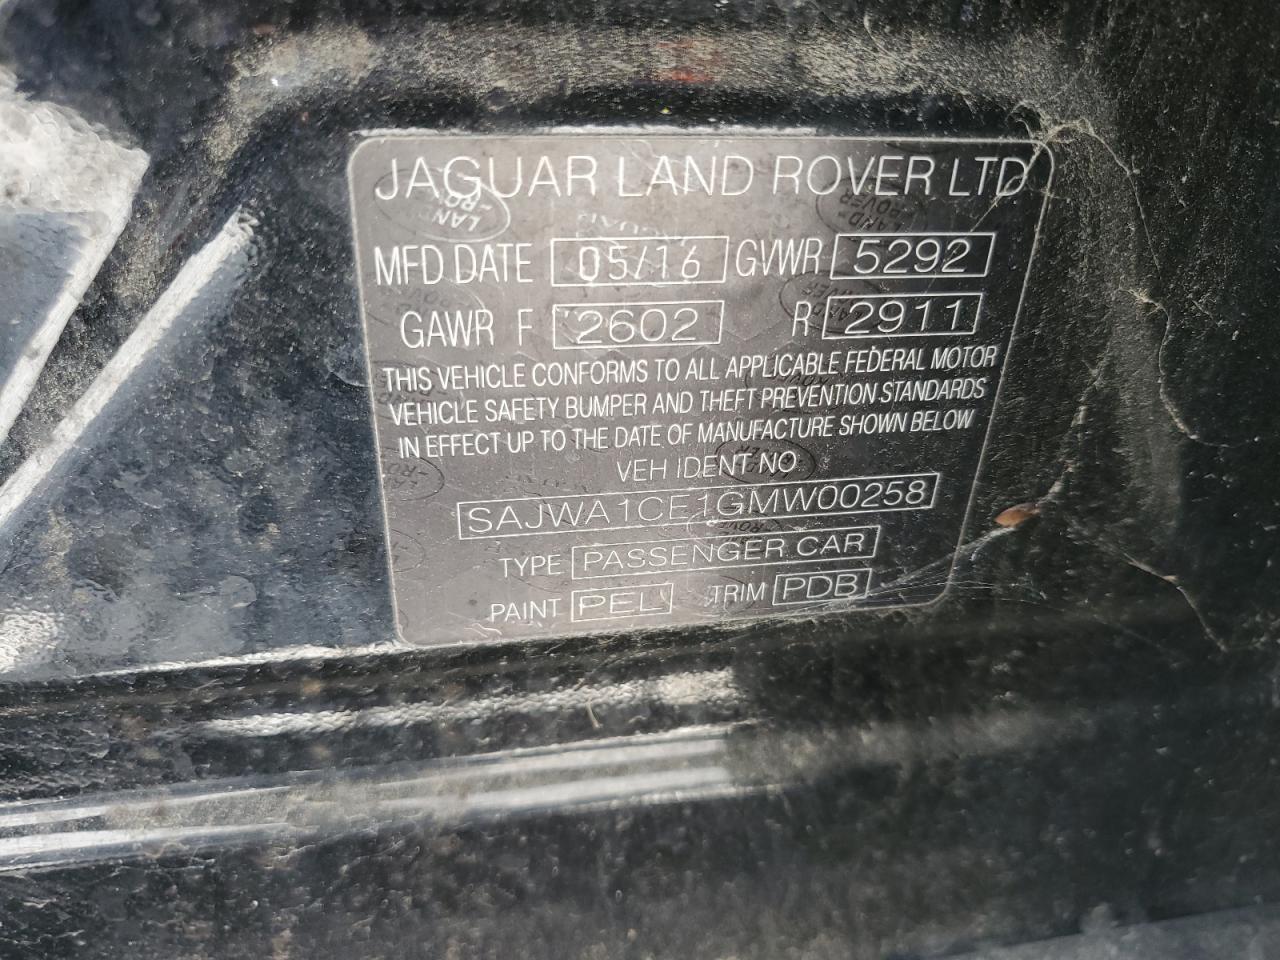 JAGUAR LAND ROVER LTD
MFD DATE 05/16 GVWR 5292
GAWR F 2602 R 2911
THIS VEHICLE CONFORMS TO ALL APPLICABLE FEDERAL MOTOR
VEHICLE SAFETY BUMPER AND THEFT PREVENTION STANDARDS
IN EFFECT UP TO THE DATE OF MANUFACTURE SHOWN BELOW
VEH IDENT NO
SAJWA1CE1GMW00258
TYPE PASSENGER CAR
PAINT PEL TRIM PDB